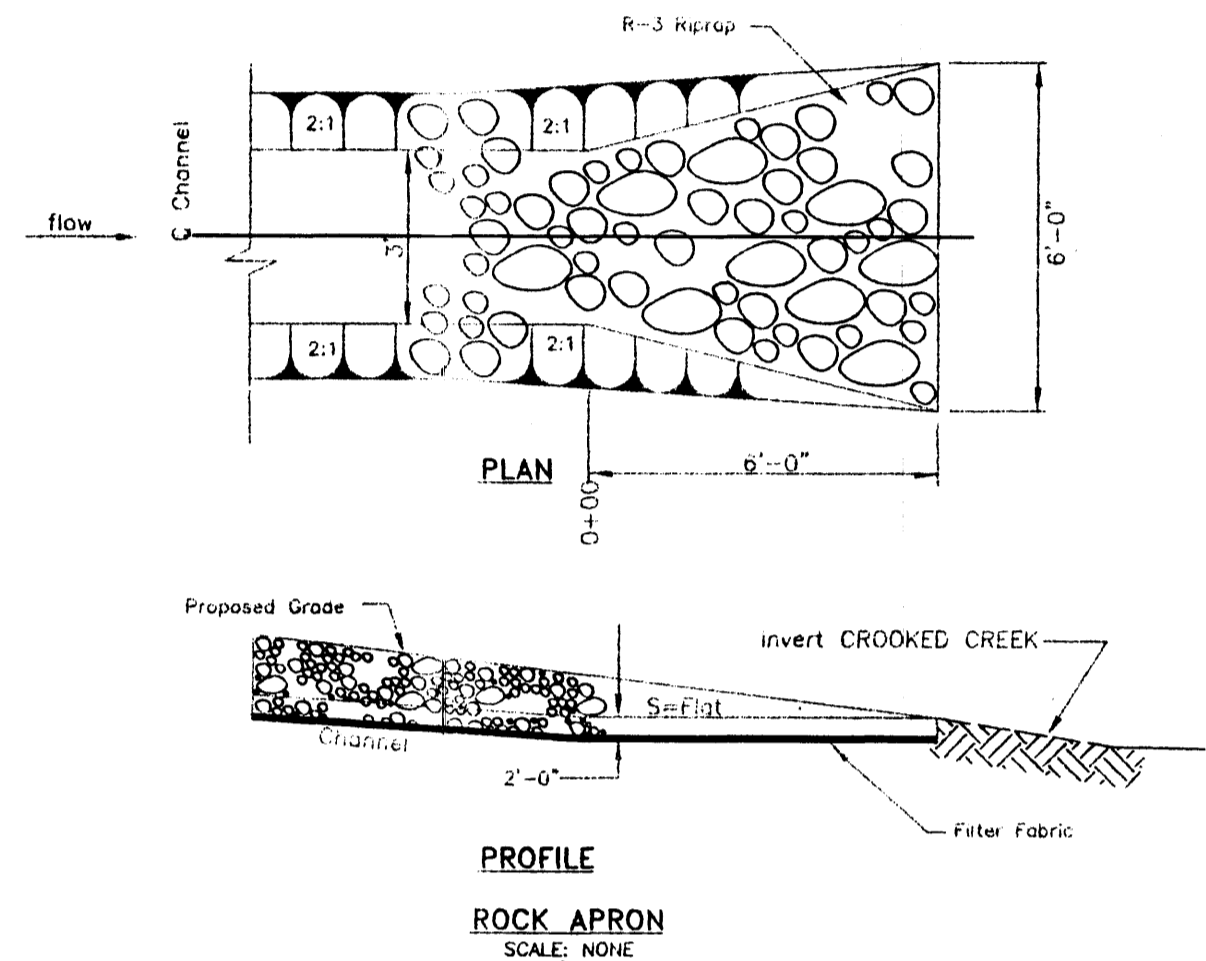 R-3 Riprap
2:1
2:1
℄ Channel
flow
3'
6'-0"
2:1
2:1
PLAN
6'-0"
0+00
Proposed Grade
invert CROOKED CREEK
S=Flat
Channel
2'-0"
Filter Fabric
PROFILE
ROCK APRON
SCALE: NONE